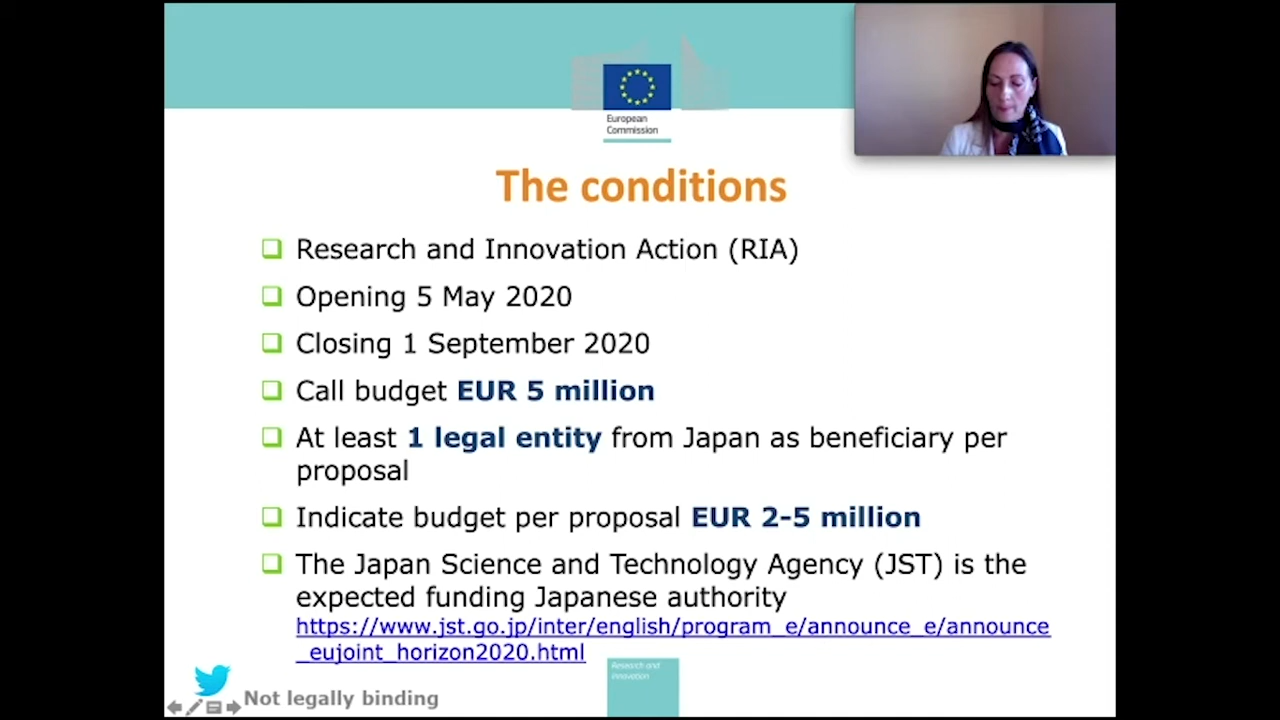 European
Commission
The conditions
Research and Innovation Action (RIA)
Opening 5 May 2020
Closing 1 September 2020
Call budget EUR 5 million
At least 1 legal entity from Japan as beneficiary per
proposal
Indicate budget per proposal EUR 2-5 million
The Japan Science and Technology Agency (JST) is the
expected funding Japanese authority
https://www.jst.go.jp/inter/english/program_e/announce_e/announce
_eujoint_horizon2020.html
Research and
Innovation
Not legally binding